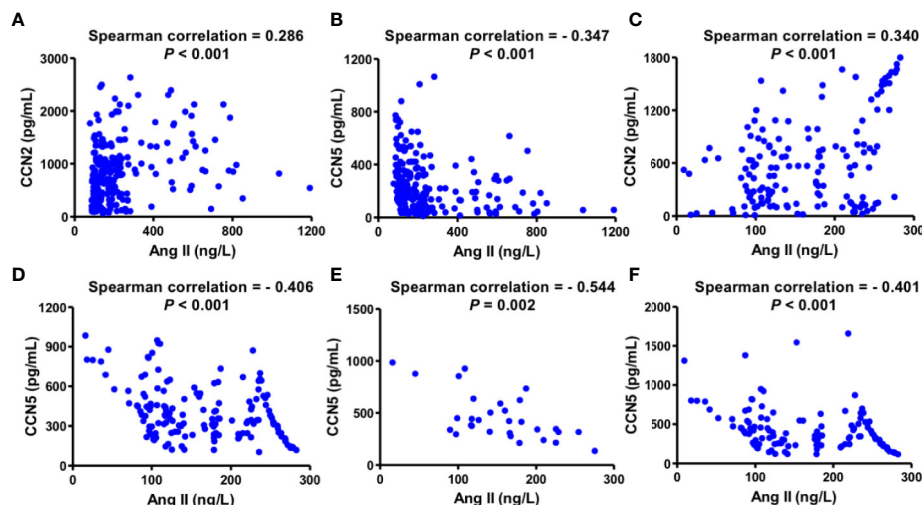 A
Spearman correlation = 0.286
P < 0.001
CCN2 (pg/mL)
3000
2000
1000
0
0
400
800
1200
Ang II (ng/L)
B
Spearman correlation = - 0.347
P < 0.001
CCN5 (pg/mL)
1200
800
400
0
0
400
800
1200
Ang II (ng/L)
C
Spearman correlation = 0.340
P < 0.001
CCN2 (pg/mL)
1800
1200
600
0
0
100
200
300
Ang II (ng/L)
D
Spearman correlation = - 0.406
P < 0.001
CCN5 (pg/mL)
1200
900
600
300
0
0
100
200
300
Ang II (ng/L)
E
Spearman correlation = - 0.544
P = 0.002
CCN5 (pg/mL)
1500
1000
500
0
0
100
200
300
Ang II (ng/L)
F
Spearman correlation = - 0.401
P < 0.001
CCN5 (pg/mL)
2000
1500
1000
500
0
0
100
200
300
Ang II (ng/L)